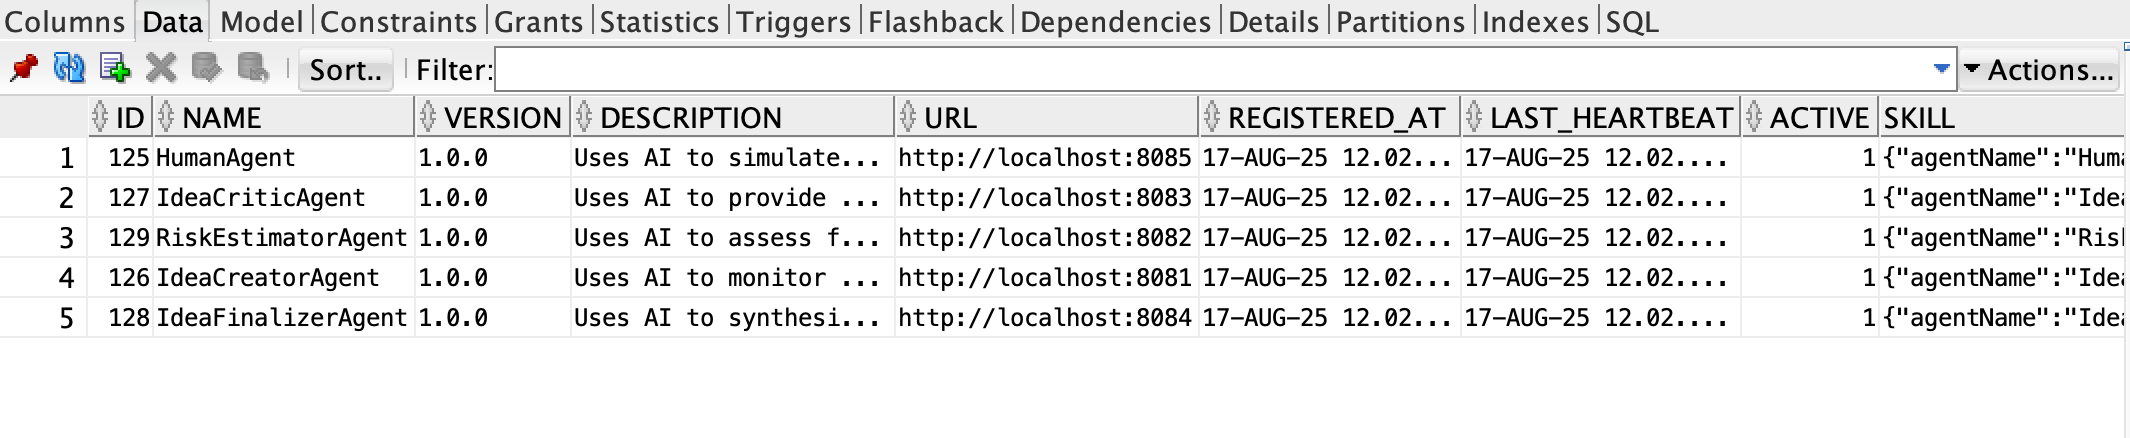 Columns Data Model Constraints Grants Statistics Triggers Flashback Dependencies Details Partitions Indexes SQL
Sort.. Filter: Actions...
ID NAME VERSION DESCRIPTION URL REGISTERED_AT LAST_HEARTBEAT ACTIVE SKILL
1 125 HumanAgent 1.0.0 Uses AI to simulate... http://localhost:8085 17-AUG-25 12.02... 17-AUG-25 12.02.... 1 {"agentName":"Huma
2 127 IdeaCriticAgent 1.0.0 Uses AI to provide ... http://localhost:8083 17-AUG-25 12.02... 17-AUG-25 12.02.... 1 {"agentName":"Idea
3 129 RiskEstimatorAgent 1.0.0 Uses AI to assess f... http://localhost:8082 17-AUG-25 12.02... 17-AUG-25 12.02.... 1 {"agentName":"Risk
4 126 IdeaCreatorAgent 1.0.0 Uses AI to monitor ... http://localhost:8081 17-AUG-25 12.02... 17-AUG-25 12.02.... 1 {"agentName":"Idea
5 128 IdeaFinalizerAgent 1.0.0 Uses AI to synthesi... http://localhost:8084 17-AUG-25 12.02... 17-AUG-25 12.02.... 1 {"agentName":"Idea